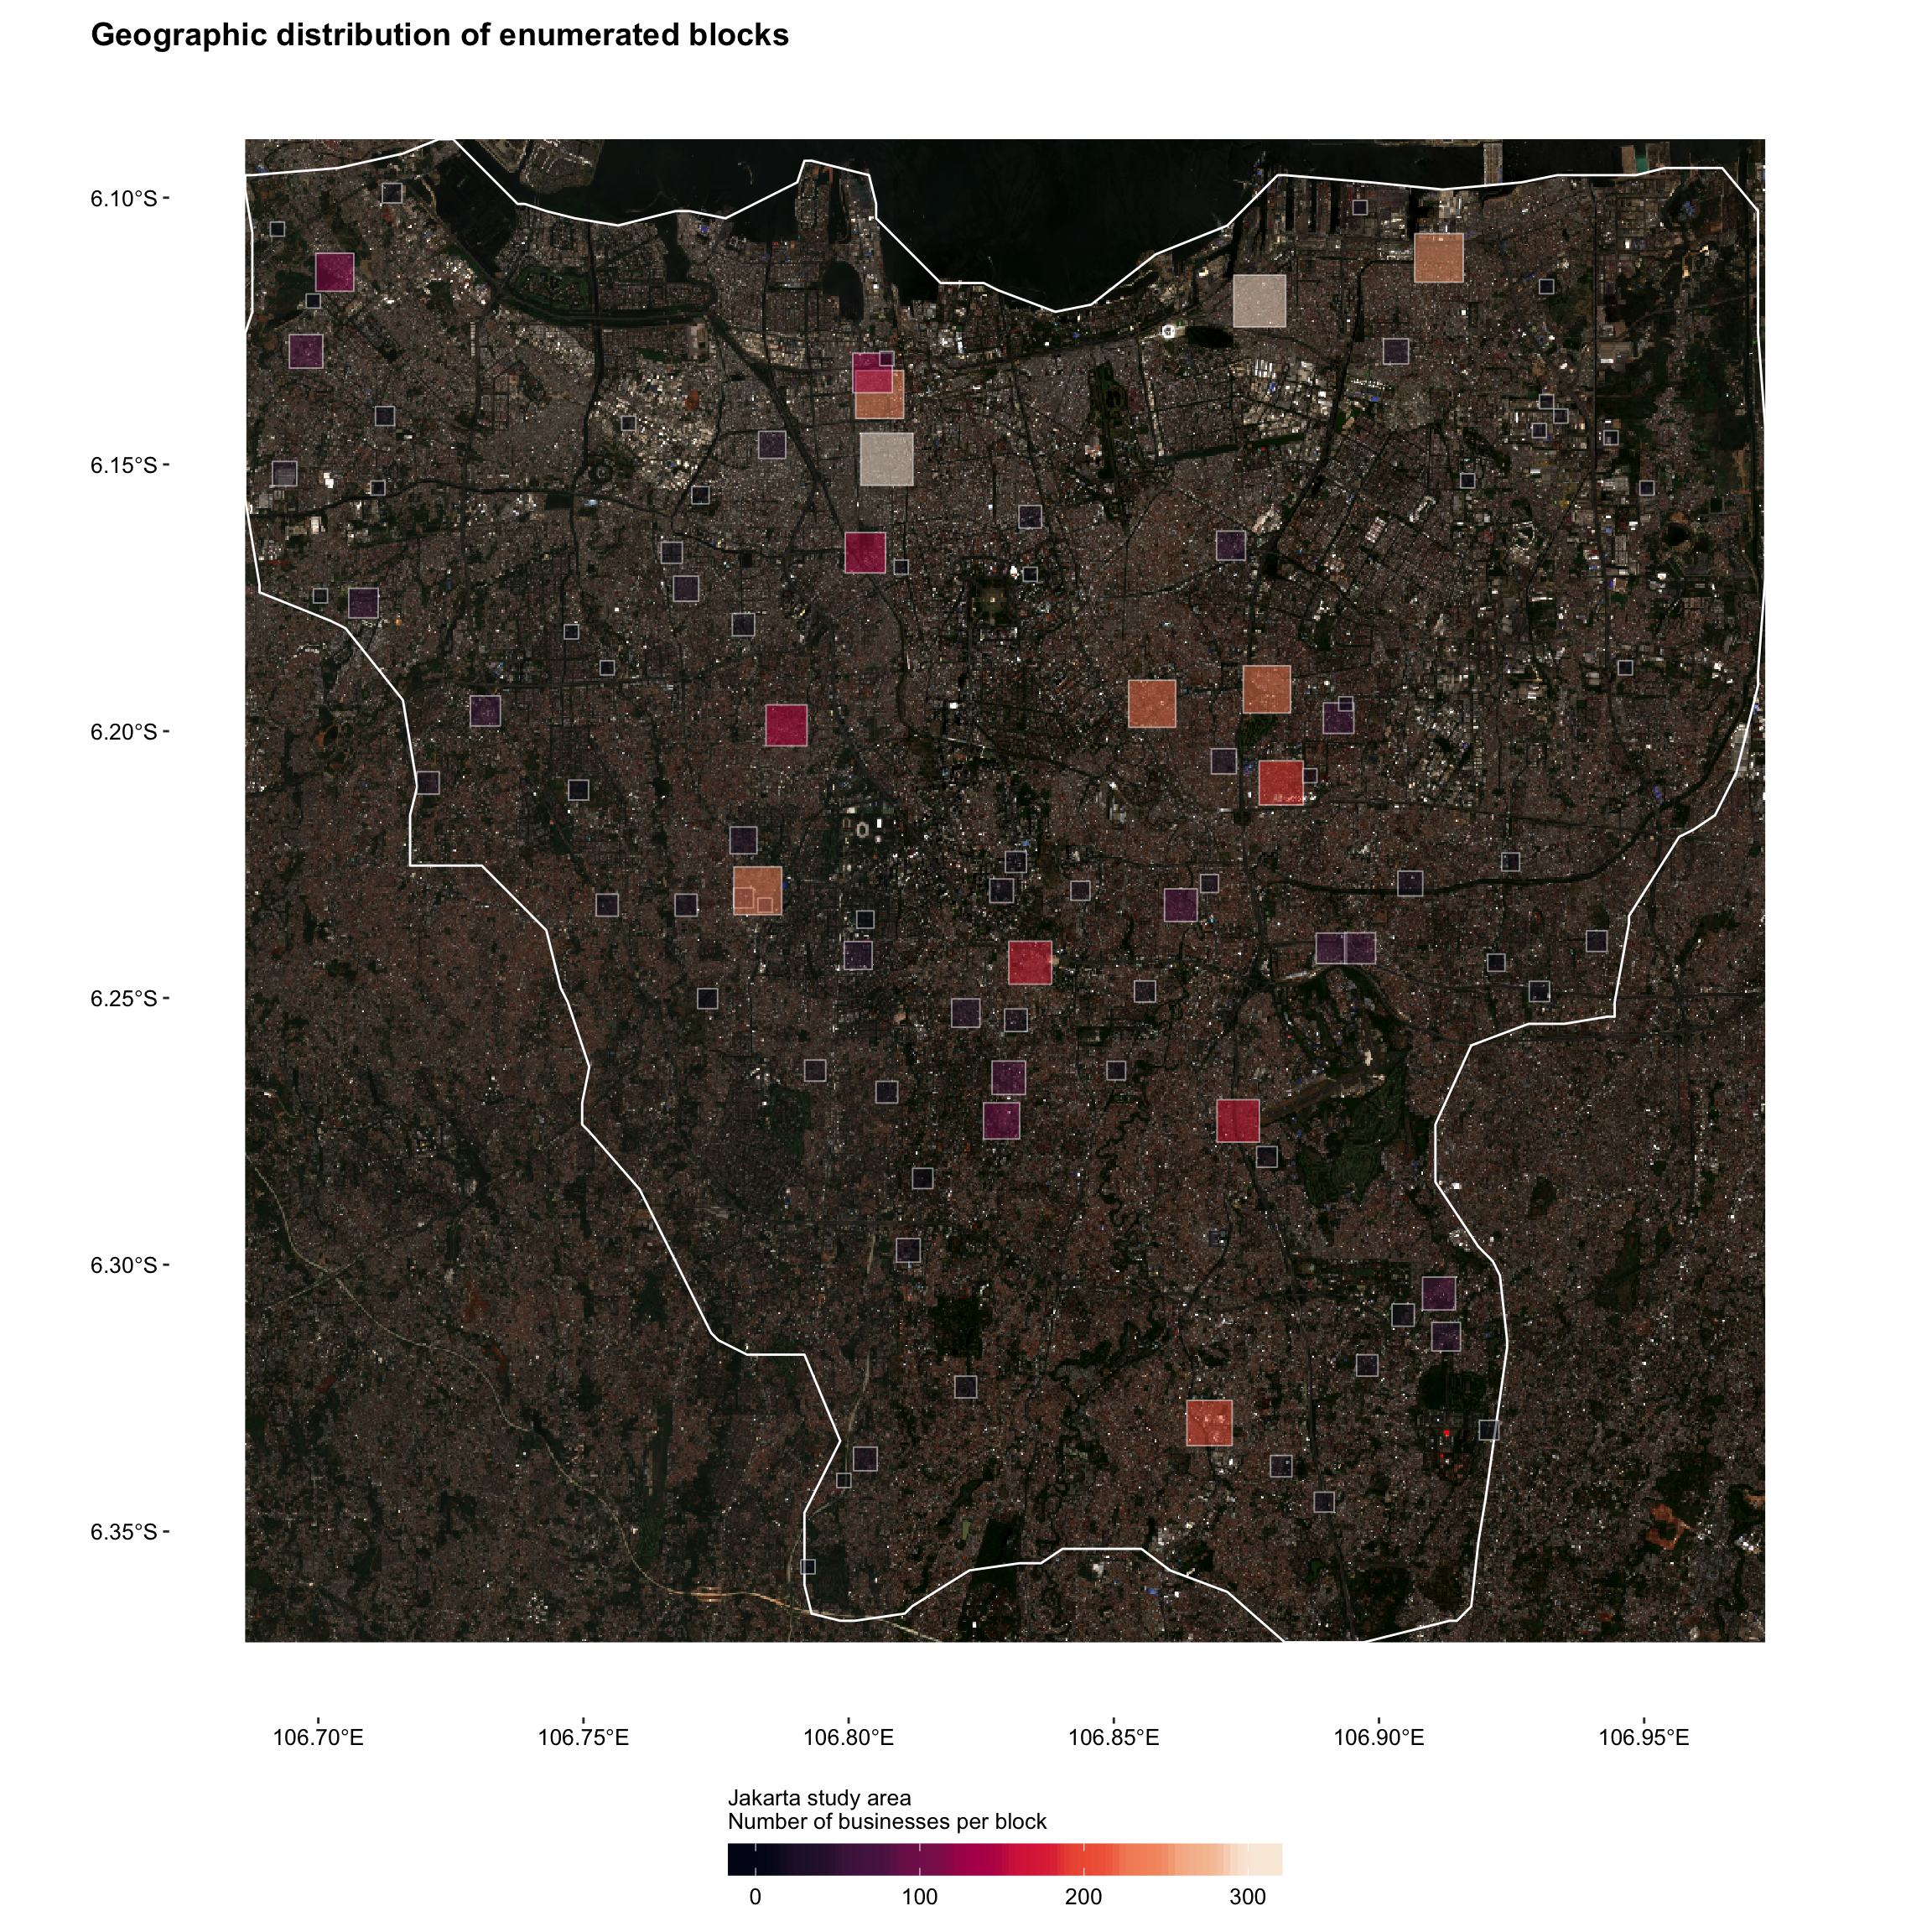 Geographic distribution of enumerated blocks
6.10°S
6.15°S
6.20°S
6.25°S
6.30°S
6.35°S
106.70°E 106.75°E 106.80°E 106.85°E 106.90°E 106.95°E
Jakarta study area
Number of businesses per block
0 100 200 300